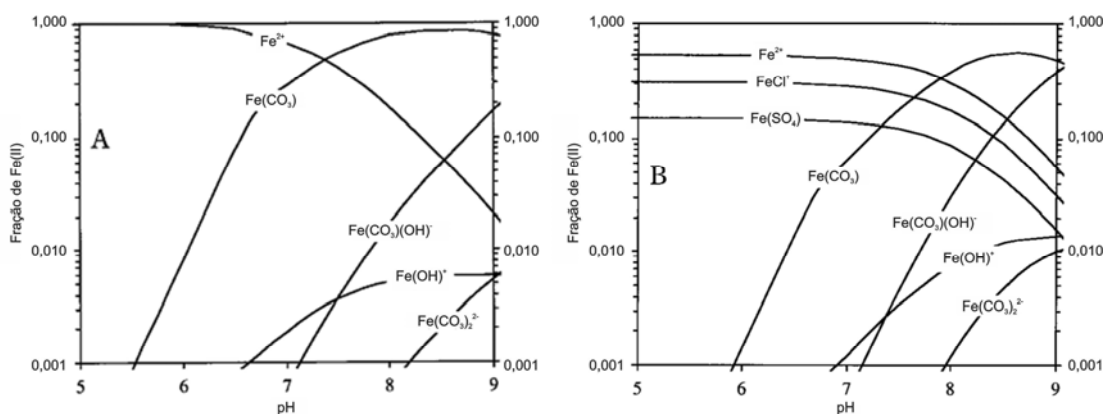 1,000
0,100
0,010
0,001
Fração de Fe(II)
A
Fe²⁺
Fe(CO₃)
Fe(CO₃)(OH)⁻
Fe(OH)⁺
Fe(CO₃)₂²⁻
1,000
0,100
0,010
0,001
5 6 7 8 9
pH
1,000
0,100
0,010
0,001
Fração de Fe(II)
B
Fe²⁺
FeCl⁺
Fe(SO₄)
Fe(CO₃)
Fe(CO₃)(OH)⁻
Fe(OH)⁺
Fe(CO₃)₂²⁻
1,000
0,100
0,010
0,001
5 6 7 8 9
pH